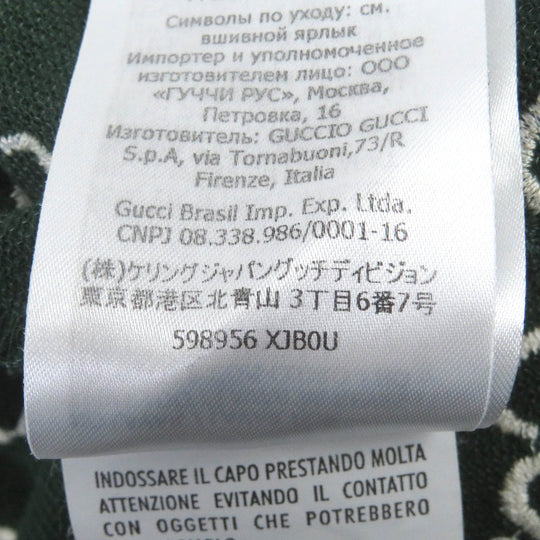 Символы по уходу: см.
вшивной ярлык
Импортер и уполномоченное
изготовителем лицо: ООО
«ГУЧЧИ РУС», Москва,
Петровка, 16
Изготовитель: GUCCIO GUCCI
S.p.A, via Tornabuoni,73/R
Firenze, Italia
Gucci Brasil Imp. Exp. Ltda.
CNPJ 08.338.986/0001-16
(株)ケリングジャパングッチディビジョン
東京都港区北青山 3丁目6番7号
598956 XJB0U
INDOSSARE IL CAPO PRESTANDO MOLTA
ATTENZIONE EVITANDO IL CONTATTO
CON OGGETTI CHE POTREBBERO